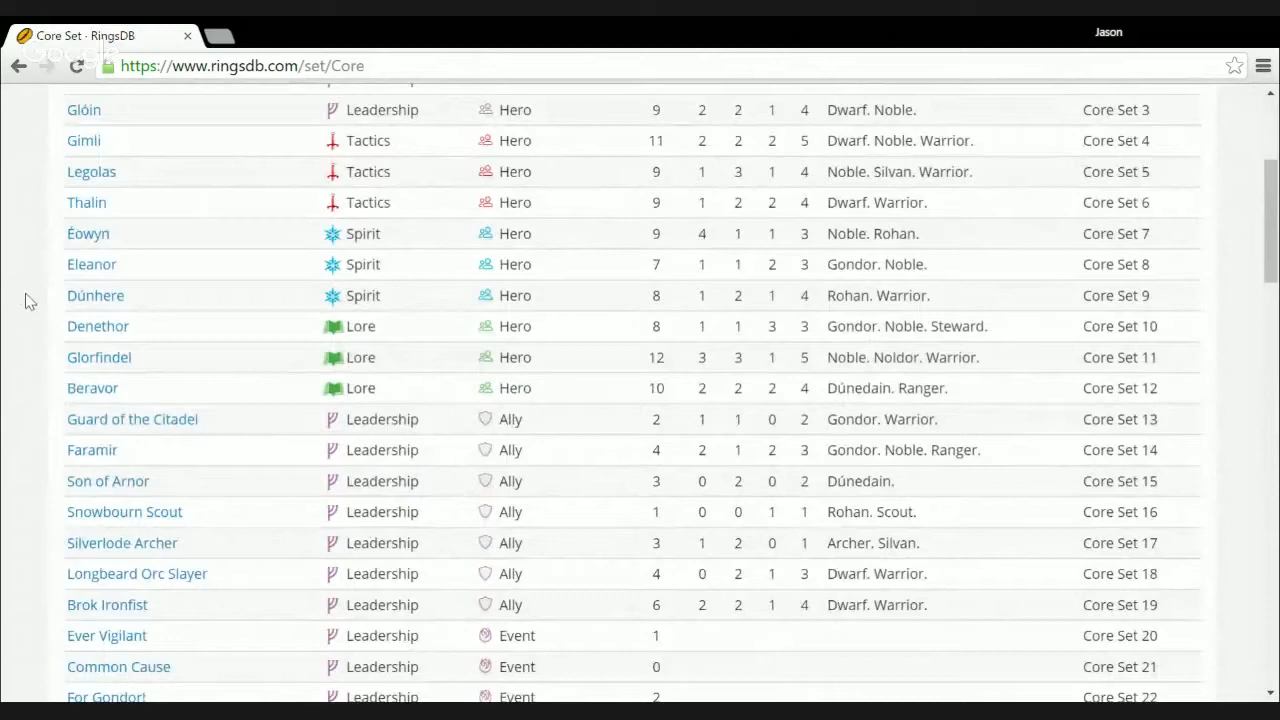 Core Set · RingsDB
Jason
Google
https://www.ringsdb.com/set/Core
Glóin Leadership Hero 9 2 2 1 4 Dwarf. Noble. Core Set 3
Gimli Tactics Hero 11 2 2 2 5 Dwarf. Noble. Warrior. Core Set 4
Legolas Tactics Hero 9 1 3 1 4 Noble. Silvan. Warrior. Core Set 5
Thalin Tactics Hero 9 1 2 2 4 Dwarf. Warrior. Core Set 6
Éowyn Spirit Hero 9 4 1 1 3 Noble. Rohan. Core Set 7
Eleanor Spirit Hero 7 1 1 2 3 Gondor. Noble. Core Set 8
Dúnhere Spirit Hero 8 1 2 1 4 Rohan. Warrior. Core Set 9
Denethor Lore Hero 8 1 1 3 3 Gondor. Noble. Steward. Core Set 10
Glorfindel Lore Hero 12 3 3 1 5 Noble. Noldor. Warrior. Core Set 11
Beravor Lore Hero 10 2 2 2 4 Dúnedain. Ranger. Core Set 12
Guard of the Citadel Leadership Ally 2 1 1 0 2 Gondor. Warrior. Core Set 13
Faramir Leadership Ally 4 2 1 2 3 Gondor. Noble. Ranger. Core Set 14
Son of Arnor Leadership Ally 3 0 2 0 2 Dúnedain. Core Set 15
Snowbourn Scout Leadership Ally 1 0 0 1 1 Rohan. Scout. Core Set 16
Silverlode Archer Leadership Ally 3 1 2 0 1 Archer. Silvan. Core Set 17
Longbeard Orc Slayer Leadership Ally 4 0 2 1 3 Dwarf. Warrior. Core Set 18
Brok Ironfist Leadership Ally 6 2 2 1 4 Dwarf. Warrior. Core Set 19
Ever Vigilant Leadership Event 1 Core Set 20
Common Cause Leadership Event 0 Core Set 21
For Gondor! Leadership Event 2 Core Set 22